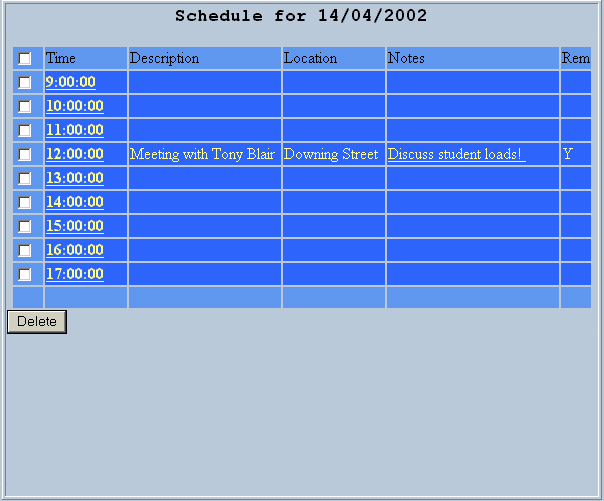 Schedule for 14/04/2002
Time Description Location Notes Rem
9:00:00
10:00:00
11:00:00
12:00:00 Meeting with Tony Blair Downing Street Discuss student loads! Y
13:00:00
14:00:00
15:00:00
16:00:00
17:00:00
Delete